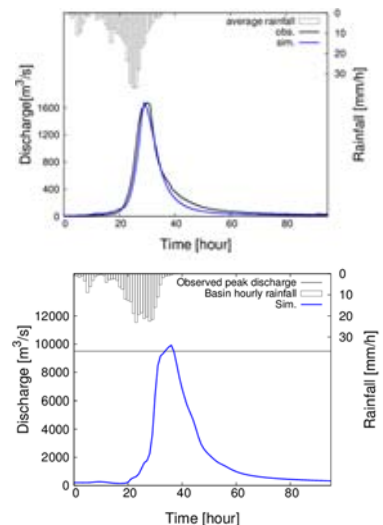 average rainfall
obs.
sim.
0
10
20
30
Rainfall [mm/h]
Discharge[m³/s]
1600
1200
800
400
0
0 20 40 60 80
Time [hour]
Observed peak discharge
Basin hourly rainfall
Sim.
0
10
20
30
Rainfall [mm/h]
Discharge [m³/s]
12000
10000
8000
6000
4000
2000
0
0 20 40 60 80
Time [hour]